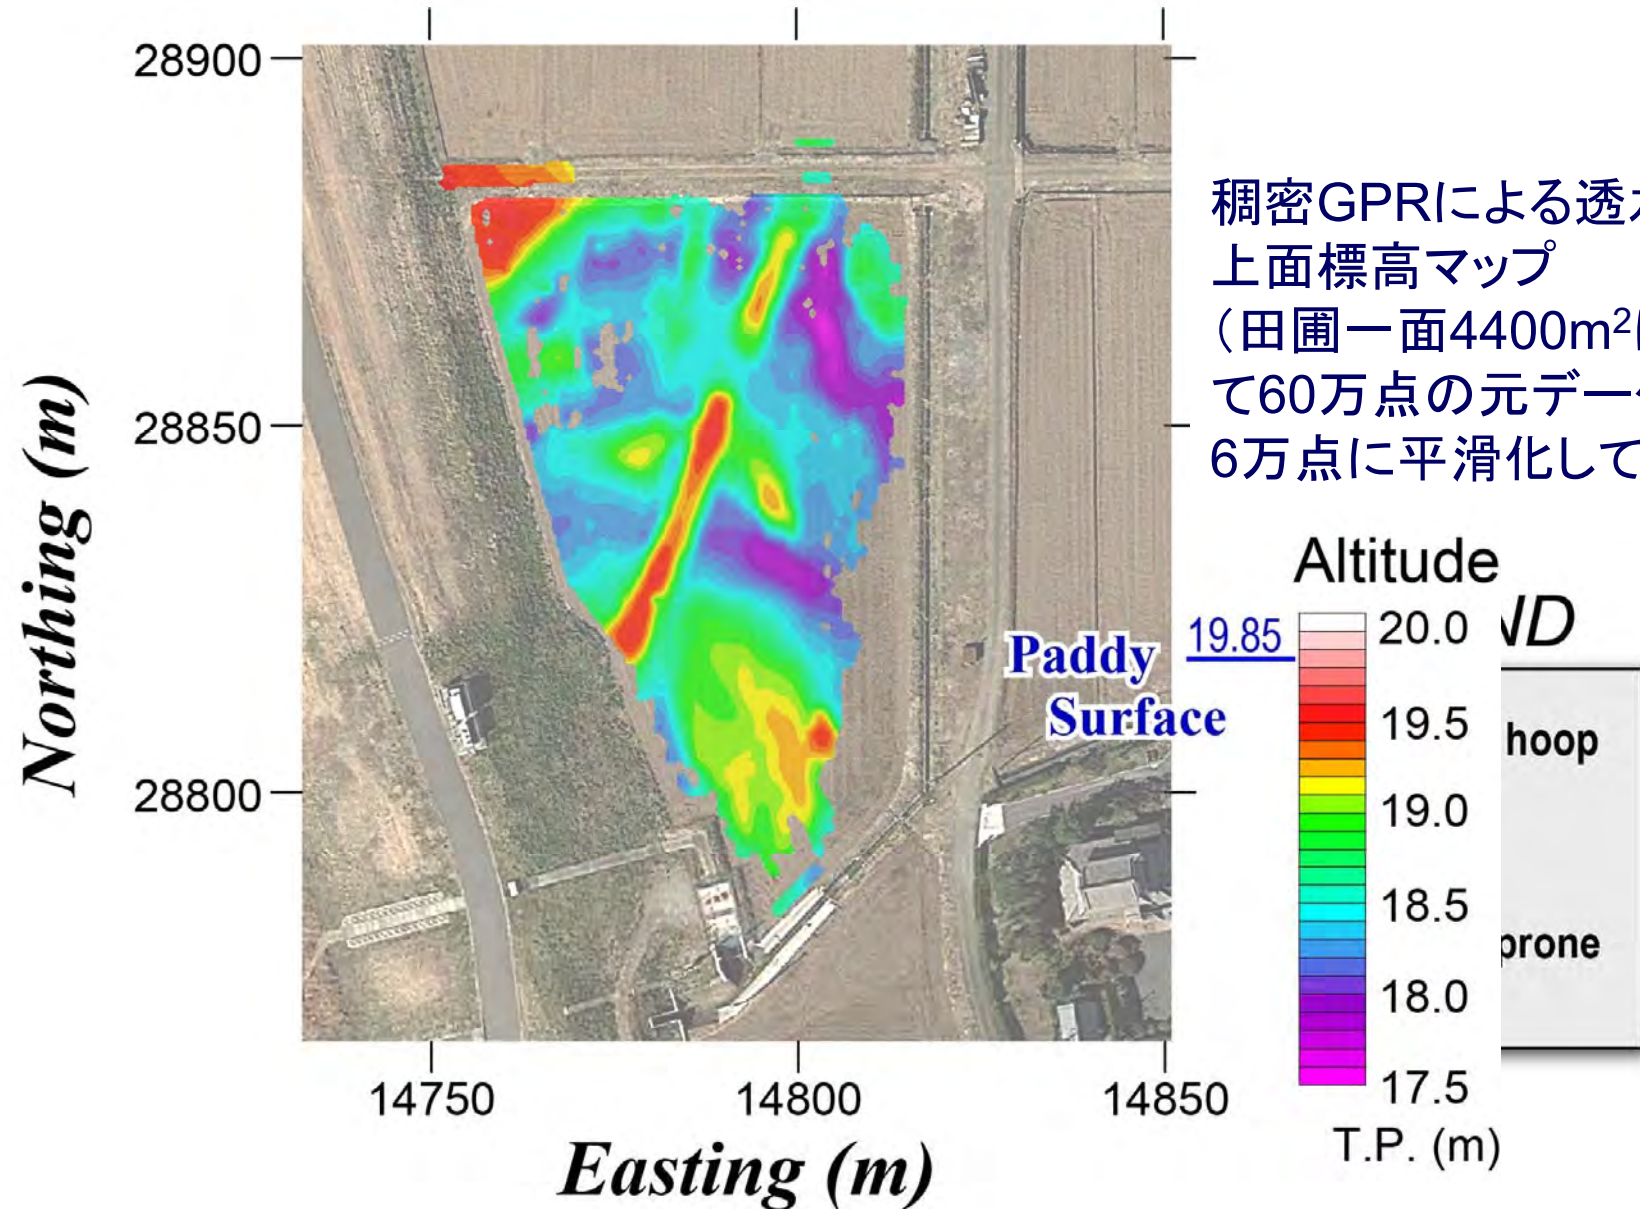 28900
28850
28800
Northing (m)
14750
14800
14850
Easting (m)
稠密GPRによる透
上面標高マップ
（田圃一面4400m²
て60万点の元デー
6万点に平滑化して
Altitude
19.85
Paddy
Surface
20.0
19.5
19.0
18.5
18.0
17.5
T.P. (m)
ND
hoop
prone